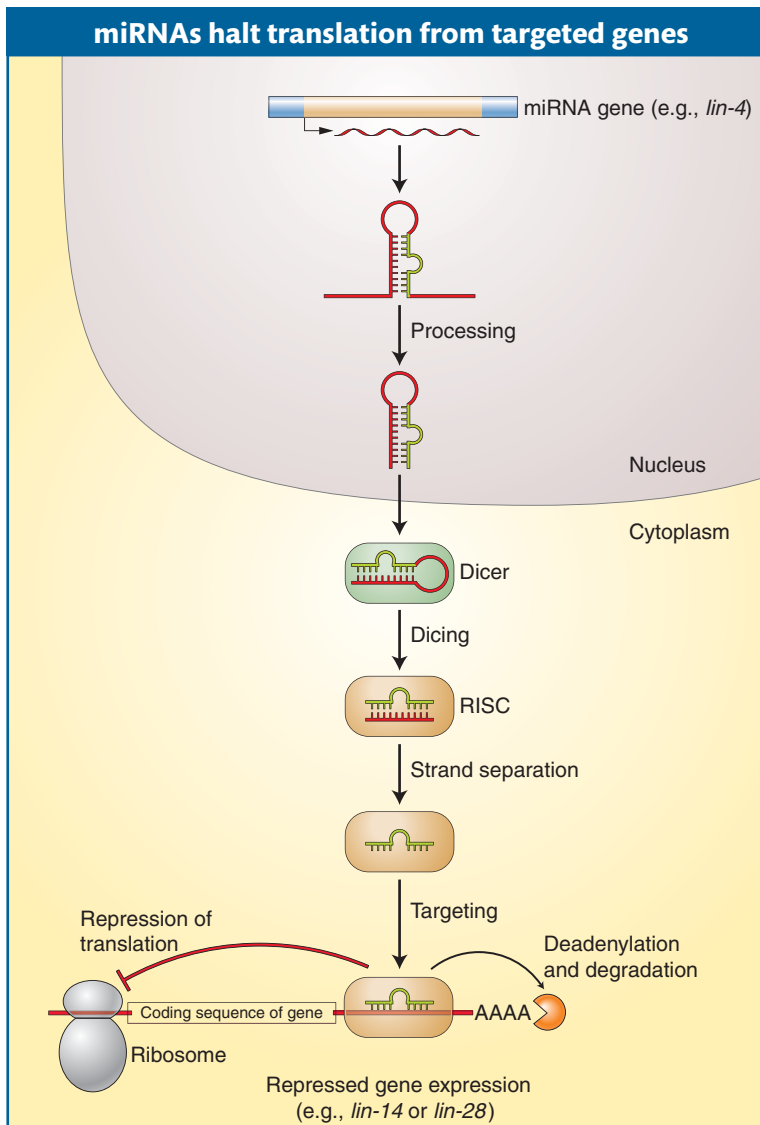 miRNAs halt translation from targeted genes
miRNA gene (e.g., lin-4)
Processing
Nucleus
Cytoplasm
Dicer
Dicing
RISC
Strand separation
Targeting
Repression of
translation
Deadenylation
and degradation
Coding sequence of gene
AAAA
Ribosome
Repressed gene expression
(e.g., lin-14 or lin-28)